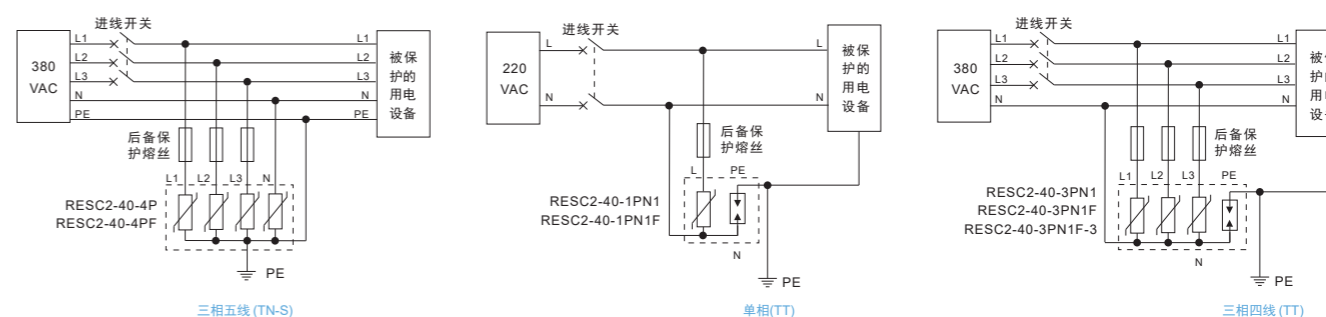 进线开关
L1
L1
L2
L2
L3
L3
N
N
PE
PE
380
VAC
被保
护的
用电
设备
后备保
护熔丝
L1
L2
L3
N
RESC2-40-4P
RESC2-40-4PF
PE
三相五线 (TN-S)
进线开关
L
L
N
N
220
VAC
被保
护的
用电
设备
后备保
护熔丝
L
PE
RESC2-40-1PN1
RESC2-40-1PN1F
N
PE
单相(TT)
进线开关
L1
L1
L2
L2
L3
L3
N
N
380
VAC
被
护
用
设
后备保
护熔丝
L1
L2
L3
PE
RESC2-40-3PN1
RESC2-40-3PN1F
RESC2-40-3PN1F-3
N
PE
三相四线 (TT)